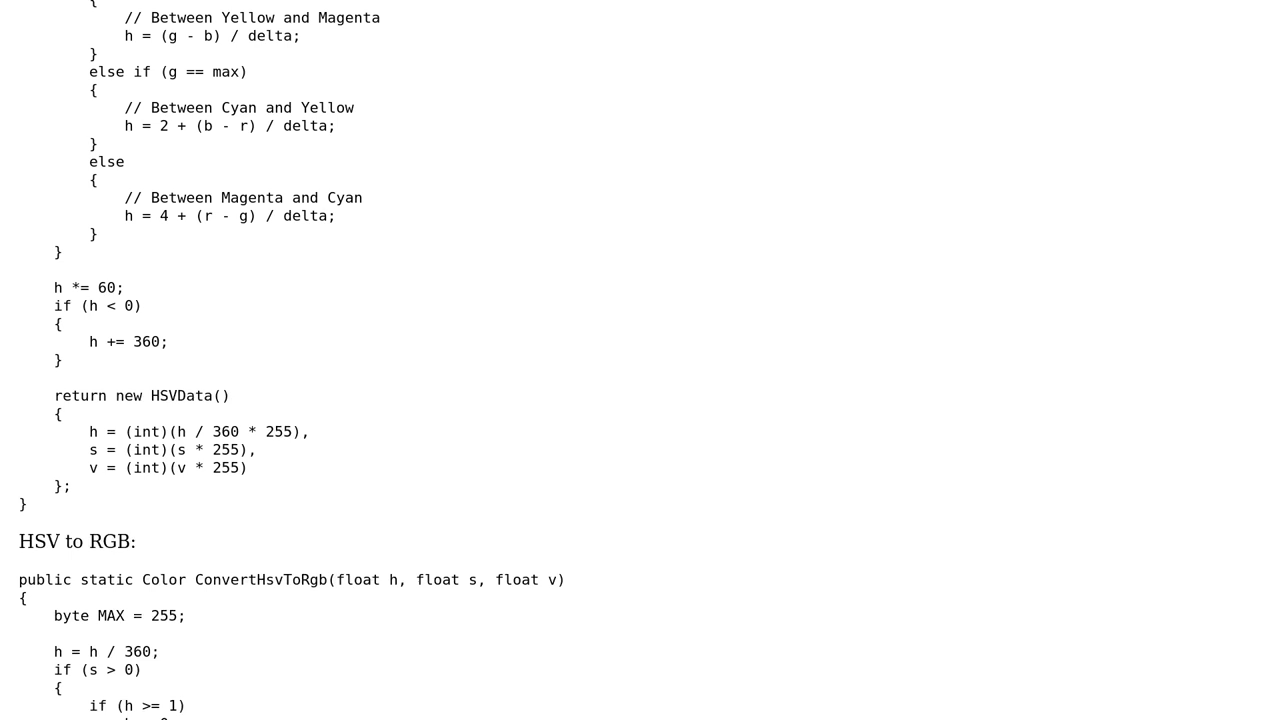 {
// Between Yellow and Magenta
h = (g - b) / delta;
}
else if (g == max)
{
// Between Cyan and Yellow
h = 2 + (b - r) / delta;
}
else
{
// Between Magenta and Cyan
h = 4 + (r - g) / delta;
}
}
h *= 60;
if (h < 0)
{
h += 360;
}
return new HSVData()
{
h = (int)(h / 360 * 255),
s = (int)(s * 255),
v = (int)(v * 255)
};
}
HSV to RGB:
public static Color ConvertHsvToRgb(float h, float s, float v)
{
byte MAX = 255;
h = h / 360;
if (s > 0)
{
if (h >= 1)